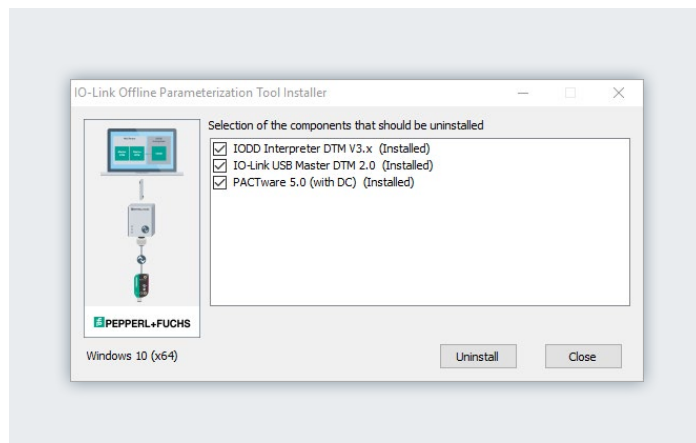 IO-Link Offline Parameterization Tool Installer
Selection of the components that should be uninstalled
IODD Interpreter DTM V3.x (Installed)
IO-Link USB Master DTM 2.0 (Installed)
PACTware 5.0 (with DC) (Installed)
PEPPERL+FUCHS
Windows 10 (x64)
Uninstall
Close